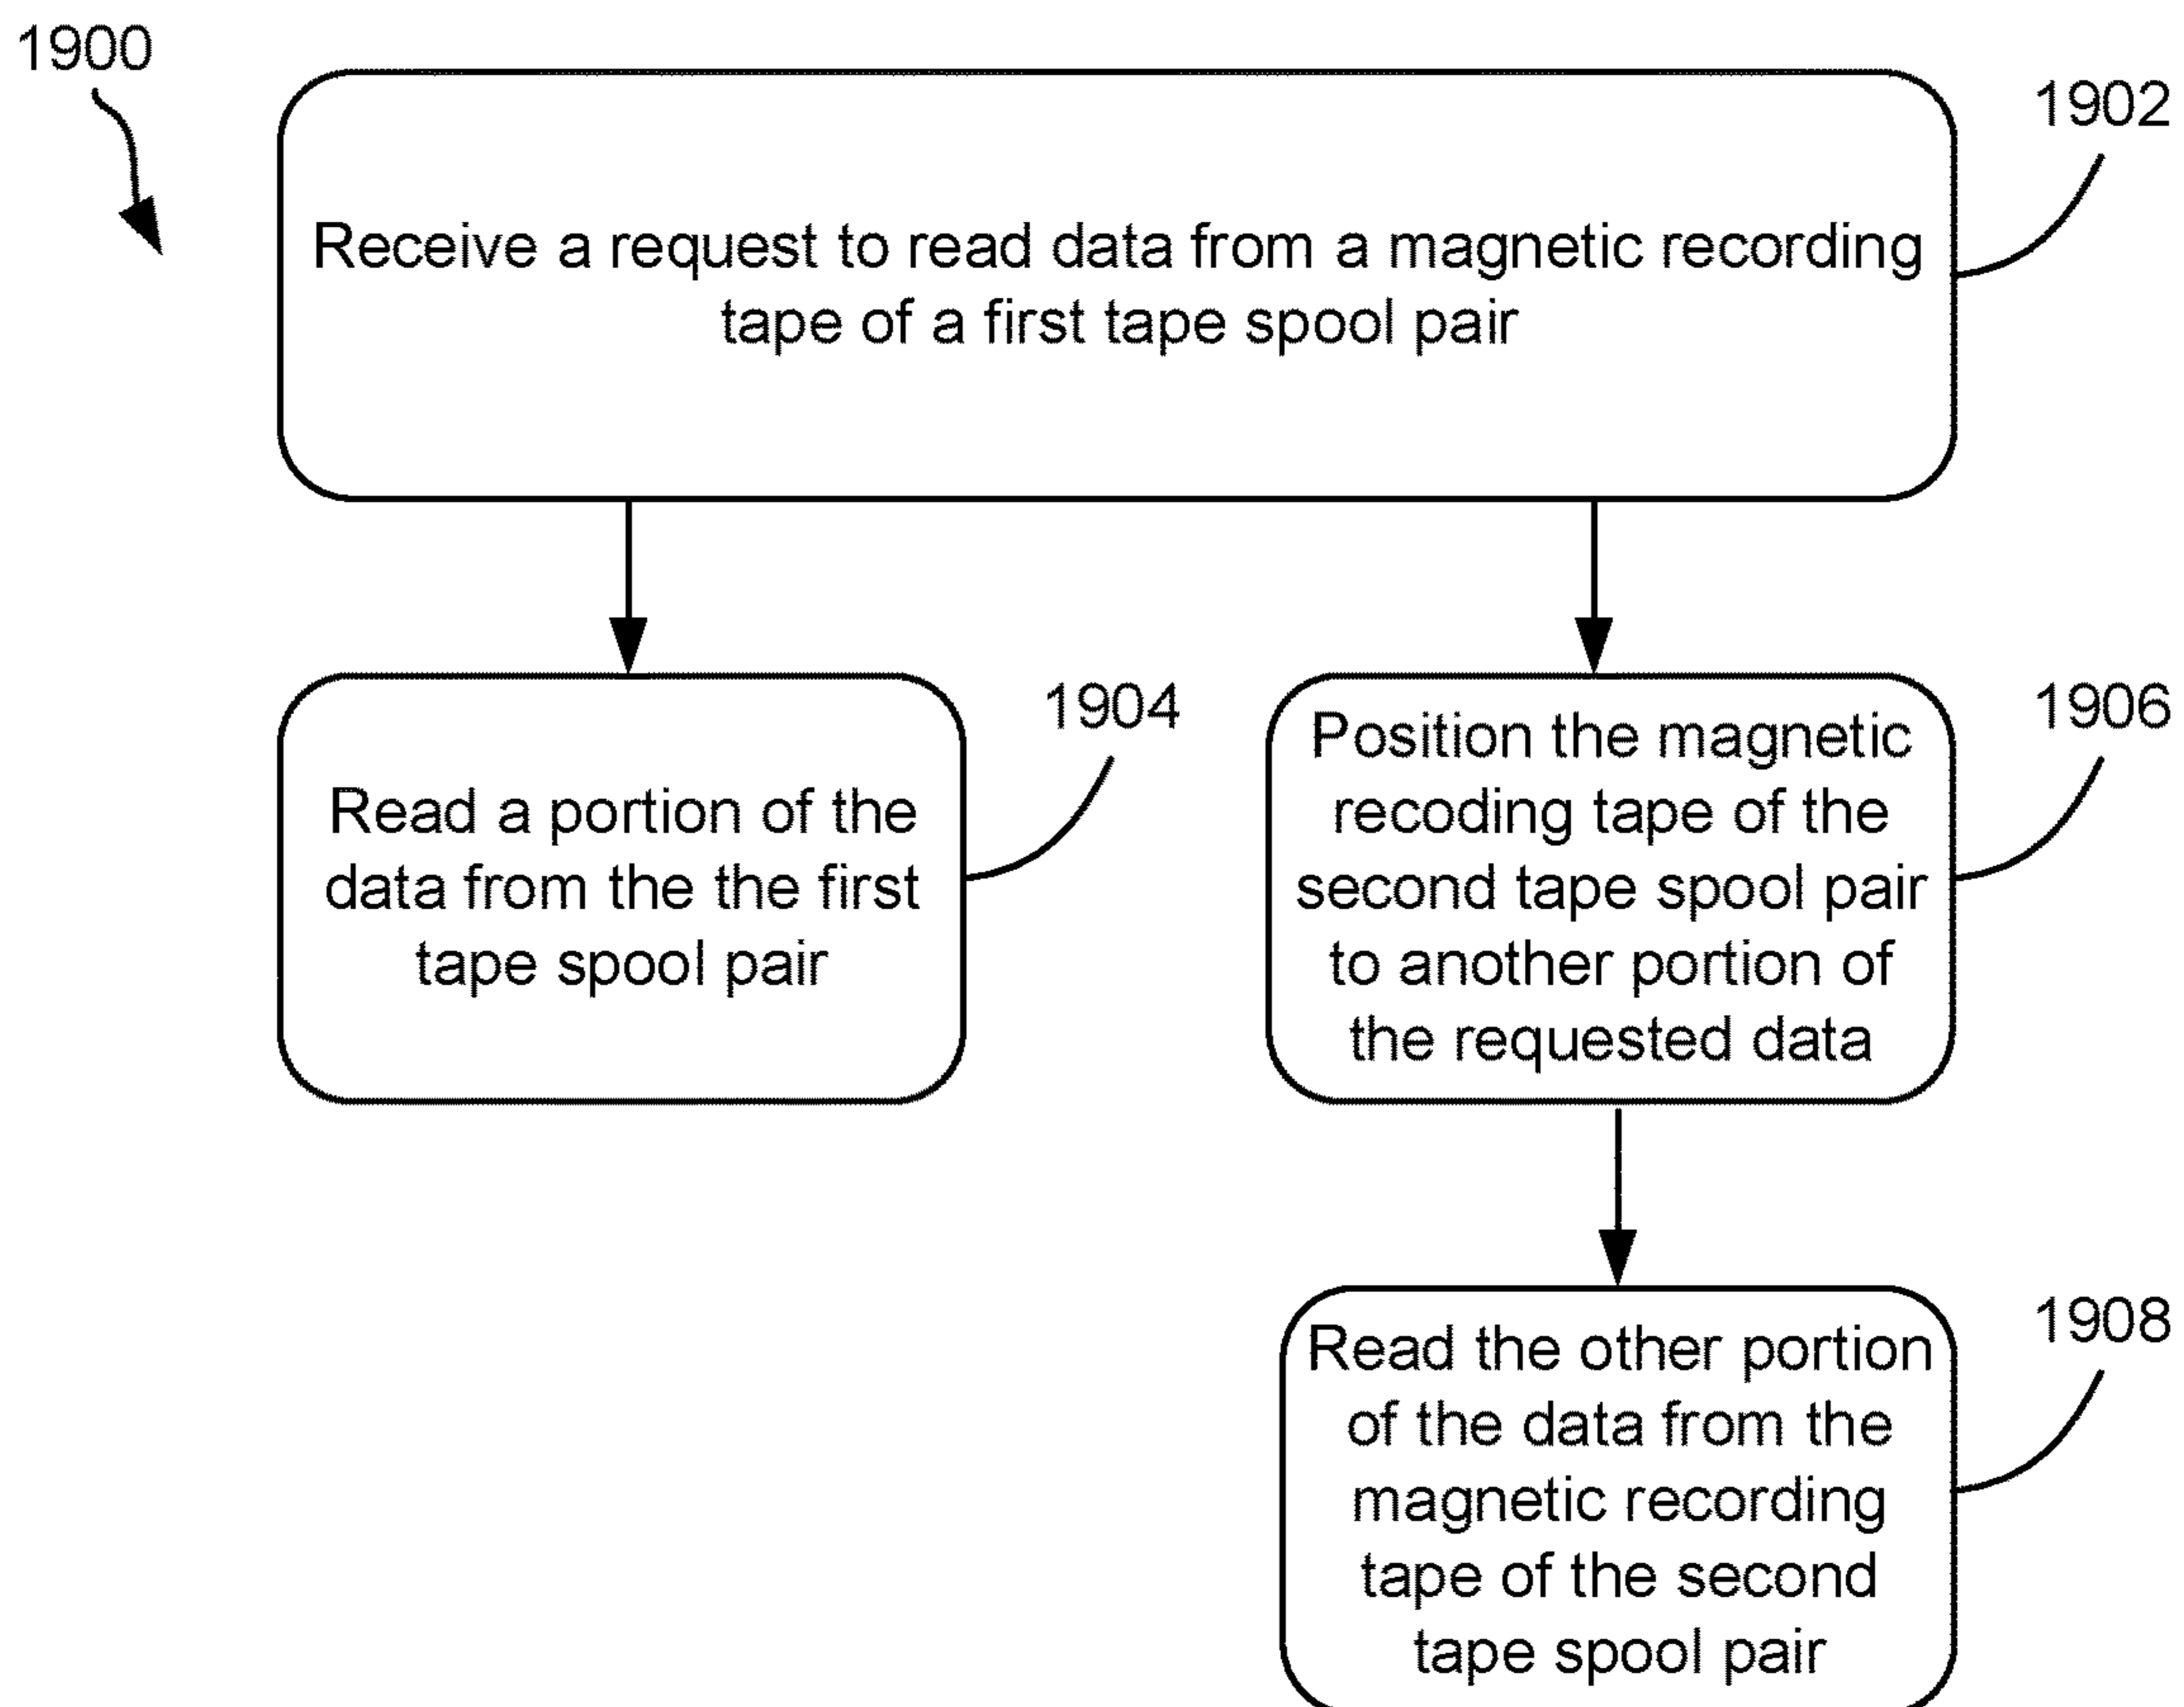 1900
1902
Receive a request to read data from a magnetic recording
tape of a first tape spool pair
1904
Read a portion of the
data from the the first
tape spool pair
1906
Position the magnetic
recoding tape of the
second tape spool pair
to another portion of
the requested data
1908
Read the other portion
of the data from the
magnetic recording
tape of the second
tape spool pair